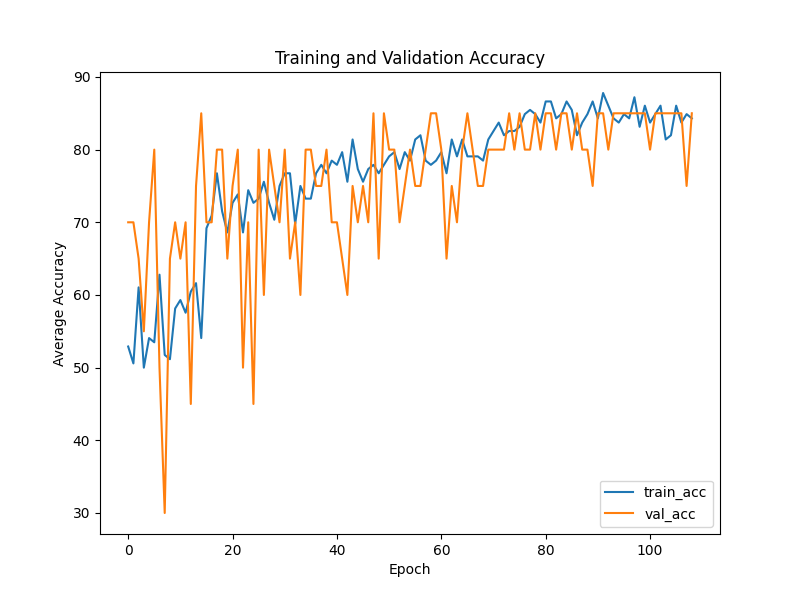 Training and Validation Accuracy
90
80
70
60
50
40
30
Average Accuracy
0 20 40 60 80 100
Epoch
train_acc
val_acc